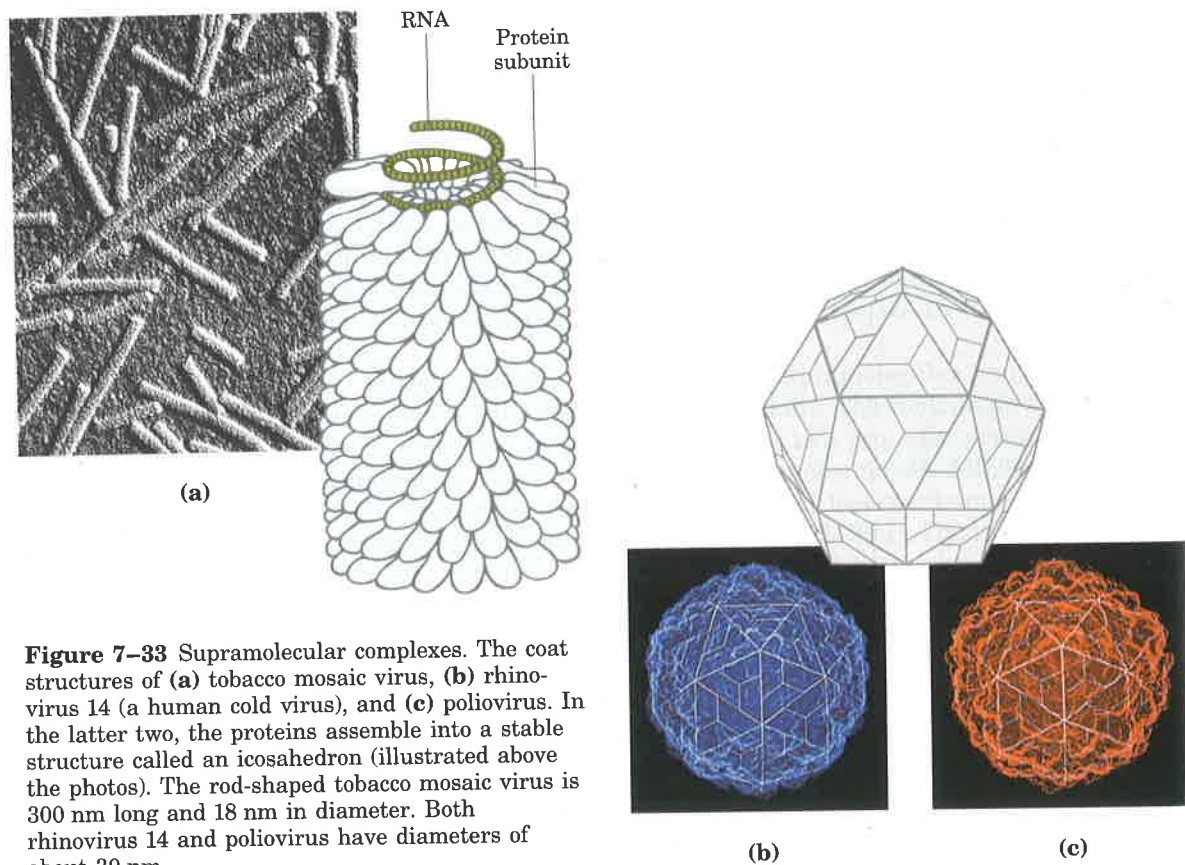 RNA
Protein
subunit
(a)
Figure 7–33 Supramolecular complexes. The coat
structures of (a) tobacco mosaic virus, (b) rhino-
virus 14 (a human cold virus), and (c) poliovirus. In
the latter two, the proteins assemble into a stable
structure called an icosahedron (illustrated above
the photos). The rod-shaped tobacco mosaic virus is
300 nm long and 18 nm in diameter. Both
rhinovirus 14 and poliovirus have diameters of
(b)
(c)